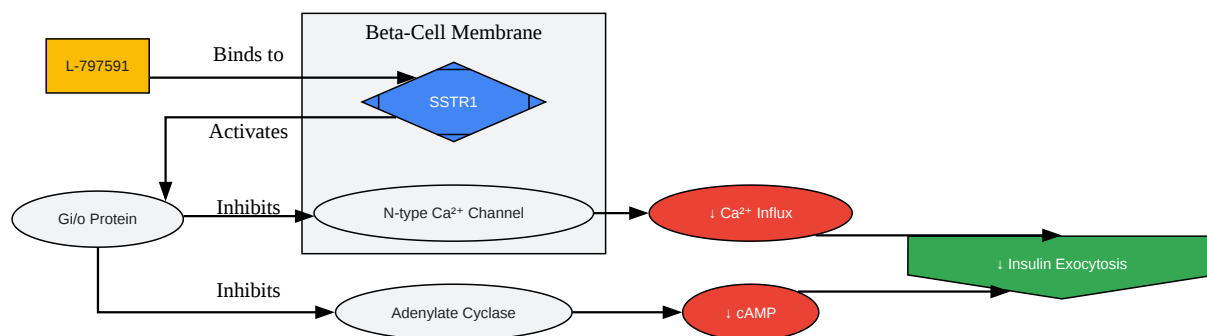 Beta-Cell Membrane
L-797591
Binds to
SSTR1
Activates
Gi/o Protein
Inhibits
N-type Ca²⁺ Channel
↓ Ca²⁺ Influx
↓ Insulin Exocytosis
Inhibits
Adenylate Cyclase
↓ cAMP